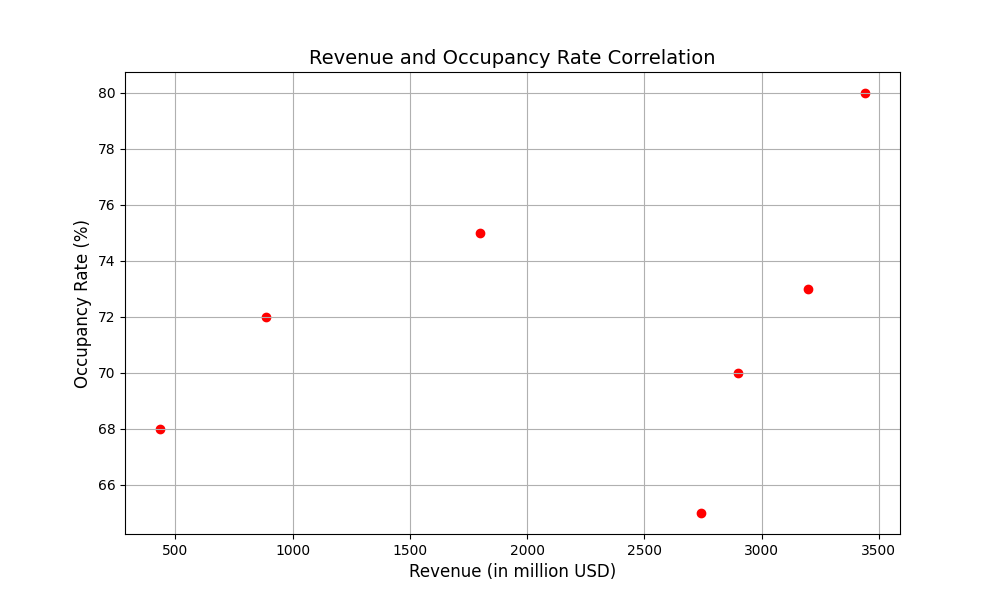 Revenue and Occupancy Rate Correlation
Occupancy Rate (%)
80
78
76
74
72
70
68
66
500 1000 1500 2000 2500 3000 3500
Revenue (in million USD)